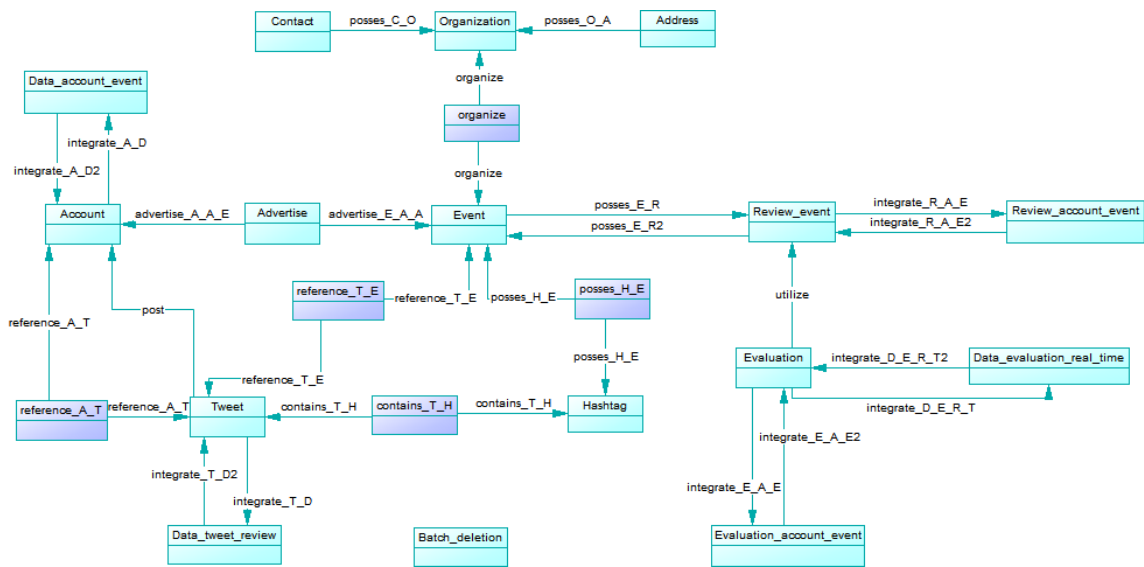 Contact
posses_C_O
Organization
posses_O_A
Address
organize
Data_account_event
organize
integrate_A_D
integrate_A_D2
organize
Account
advertise_A_A_E
Advertise
advertise_E_A_A
Event
posses_E_R
posses_E_R2
Review_event
integrate_R_A_E
integrate_R_A_E2
Review_account_event
reference_T_E
reference_T_E
posses_H_E
posses_H_E
utilize
post
reference_A_T
posses_H_E
Evaluation
integrate_D_E_R_T2
Data_evaluation_real_time
reference_T_E
integrate_D_E_R_T
reference_A_T
reference_A_T
Tweet
contains_T_H
contains_T_H
contains_T_H
Hashtag
integrate_E_A_E2
integrate_T_D2
integrate_E_A_E
integrate_T_D
Data_tweet_review
Batch_deletion
Evaluation_account_event